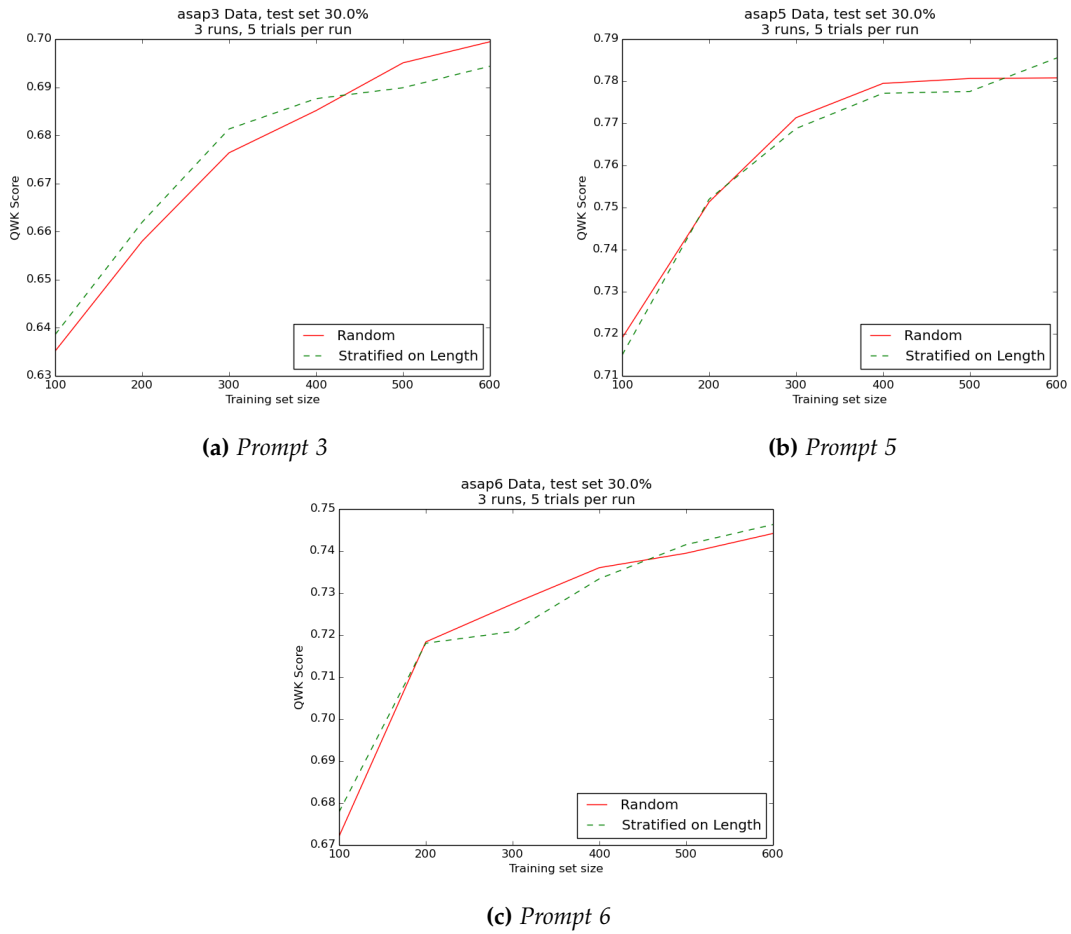 asap3 Data, test set 30.0%
3 runs, 5 trials per run
0.70
0.69
0.68
0.67
0.66
0.65
0.64
0.63
QWK Score
Random
Stratified on Length
100 200 300 400 500 600
Training set size
(a) Prompt 3
asap5 Data, test set 30.0%
3 runs, 5 trials per run
0.79
0.78
0.77
0.76
0.75
0.74
0.73
0.72
0.71
QWK Score
Random
Stratified on Length
100 200 300 400 500 600
Training set size
(b) Prompt 5
asap6 Data, test set 30.0%
3 runs, 5 trials per run
0.75
0.74
0.73
0.72
0.71
0.70
0.69
0.68
0.67
QWK Score
Random
Stratified on Length
100 200 300 400 500 600
Training set size
(c) Prompt 6